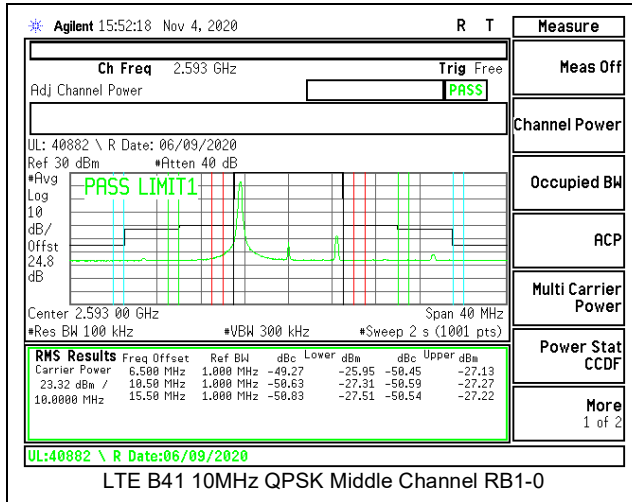 Agilent 15:52:18 Nov 4, 2020 R T
Measure
Ch Freq 2.593 GHz Trig Free
Meas Off
Adj Channel Power PASS
Channel Power
UL: 40882 \ R Date: 06/09/2020
Ref 30 dBm #Atten 40 dB
#Avg
Log
10
dB/
Offst
24.8
dB
PASS LIMIT1
Occupied BW
ACP
Center 2.593 00 GHz Span 40 MHz
#Res BW 100 kHz #VBW 300 kHz #Sweep 2 s (1001 pts)
Multi Carrier
Power
RMS Results Freq Offset Ref BW dBc Lower dBm dBc Upper dBm
Carrier Power 6.500 MHz 1.000 MHz -49.27 -25.95 -50.45 -27.13
23.32 dBm / 10.50 MHz 1.000 MHz -50.63 -27.31 -50.59 -27.27
10.0000 MHz 15.50 MHz 1.000 MHz -50.83 -27.51 -50.54 -27.22
Power Stat
CCDF
More
1 of 2
UL:40882 \ R Date:06/09/2020
LTE B41 10MHz QPSK Middle Channel RB1-0